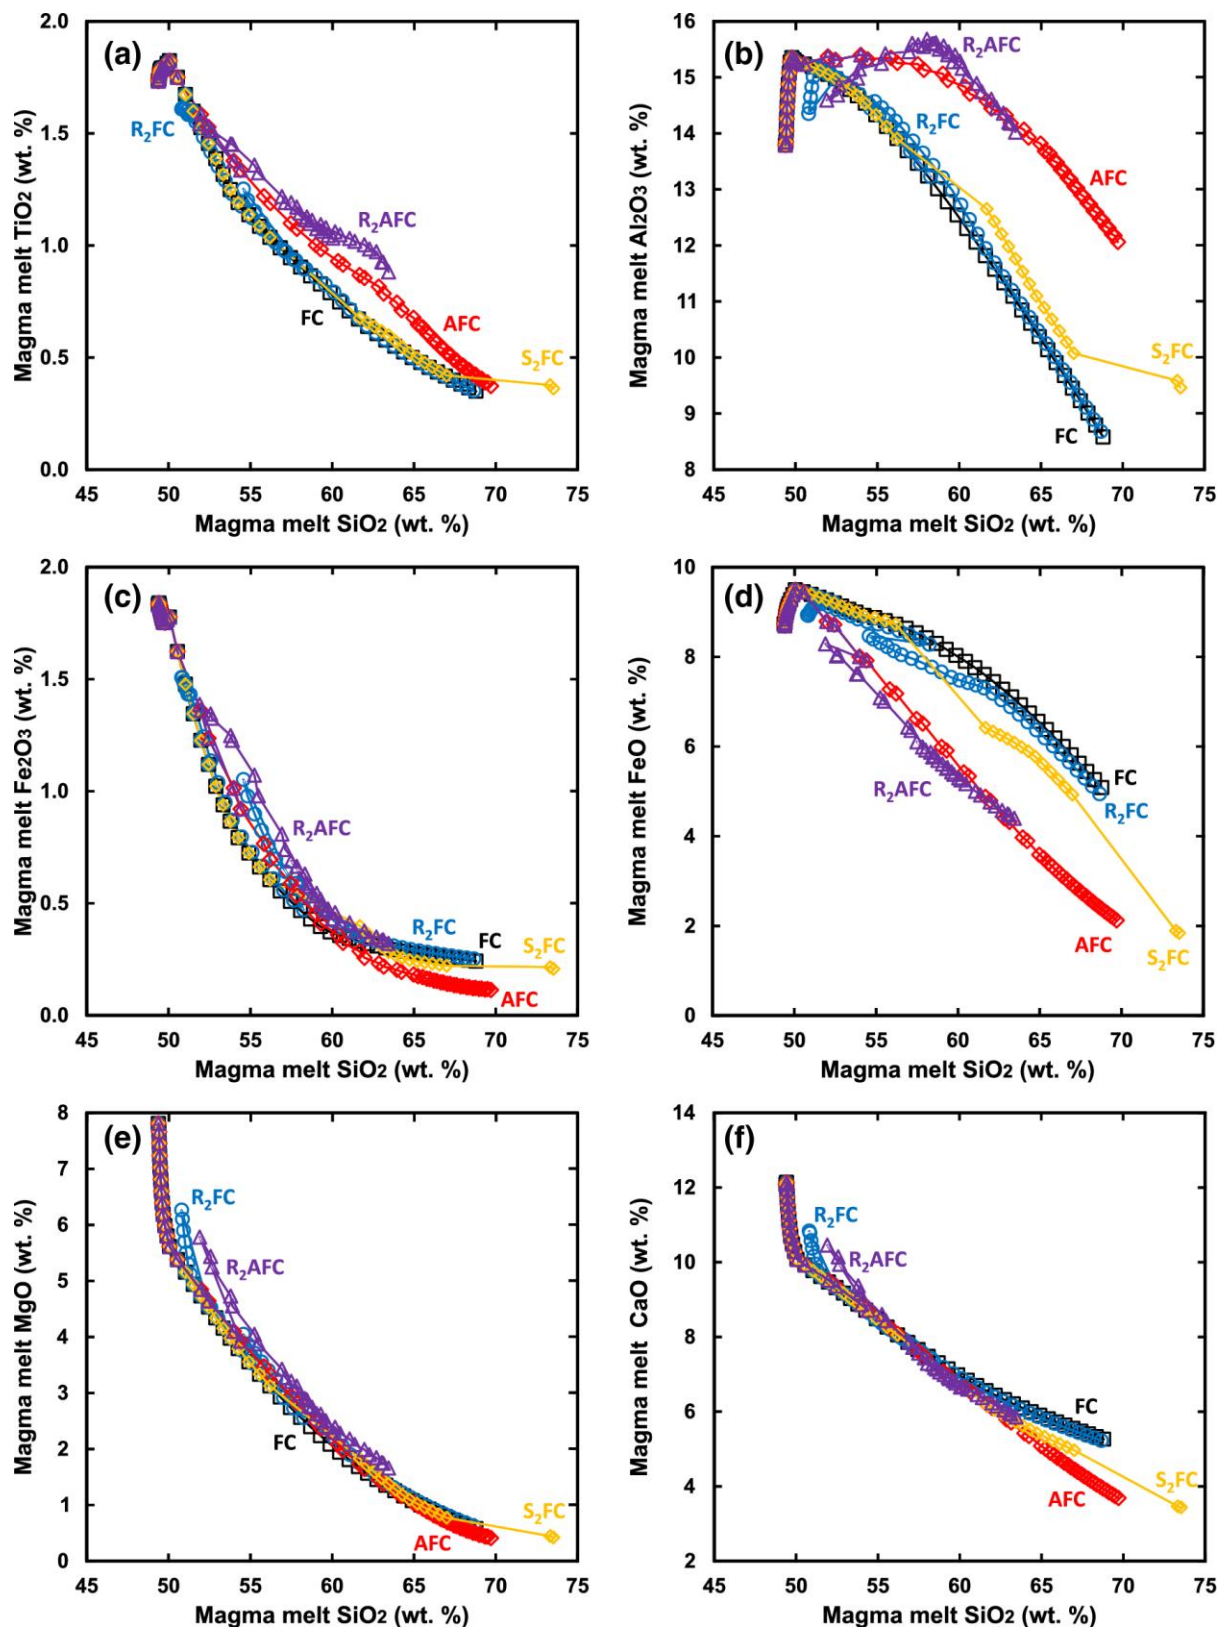 (a)
Magma melt TiO2 (wt. %)
2.0
1.5
1.0
0.5
0.0
R2FC
R2AFC
FC
AFC
S2FC
45 50 55 60 65 70 75
Magma melt SiO2 (wt. %)
(b)
Magma melt Al2O3 (wt. %)
16
15
14
13
12
11
10
9
8
R2AFC
R2FC
AFC
S2FC
FC
45 50 55 60 65 70 75
Magma melt SiO2 (wt. %)
(c)
Magma melt Fe2O3 (wt. %)
2.0
1.5
1.0
0.5
0.0
R2AFC
R2FC
FC
S2FC
AFC
45 50 55 60 65 70 75
Magma melt SiO2 (wt. %)
(d)
Magma melt FeO (wt. %)
10
8
6
4
2
0
R2AFC
FC
R2FC
AFC
S2FC
45 50 55 60 65 70 75
Magma melt SiO2 (wt. %)
(e)
Magma melt MgO (wt. %)
8
7
6
5
4
3
2
1
0
R2FC
R2AFC
FC
S2FC
AFC
45 50 55 60 65 70 75
Magma melt SiO2 (wt. %)
(f)
Magma melt CaO (wt. %)
14
12
10
8
6
4
2
R2FC
R2AFC
FC
S2FC
AFC
45 50 55 60 65 70 75
Magma melt SiO2 (wt. %)